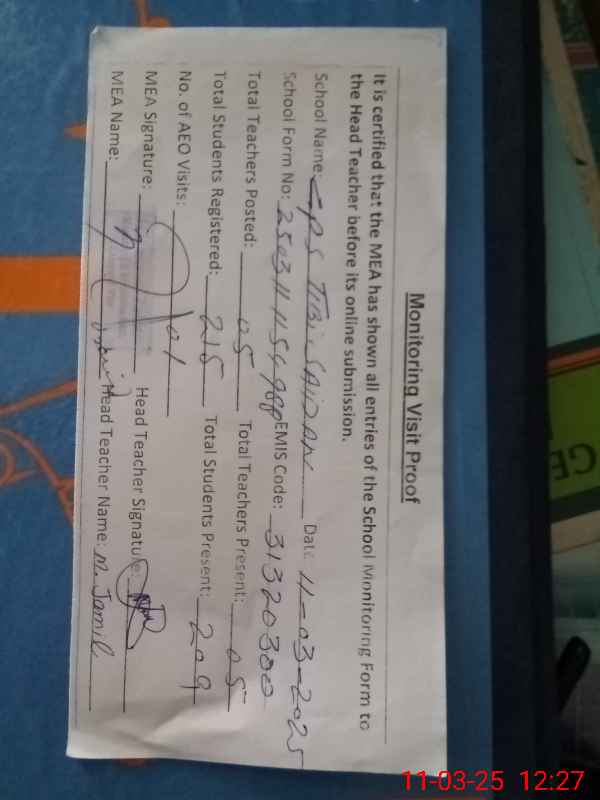 Monitoring Visit Proof
It is certified that the MEA has shown all entries of the School Monitoring Form to
the Head Teacher before its online submission.
School Name: GPS TIBI SAIDAN Date 11-03-2025
School Form No: EMIS Code: 31320300
Total Teachers Posted: 05 Total Teachers Present: 05
Total Students Registered: 215 Total Students Present: 209
No. of AEO Visits: 01
MEA Signature: Head Teacher Signature:
MEA Name: Head Teacher Name: M. Jamil
GE
11-03-25 12:27